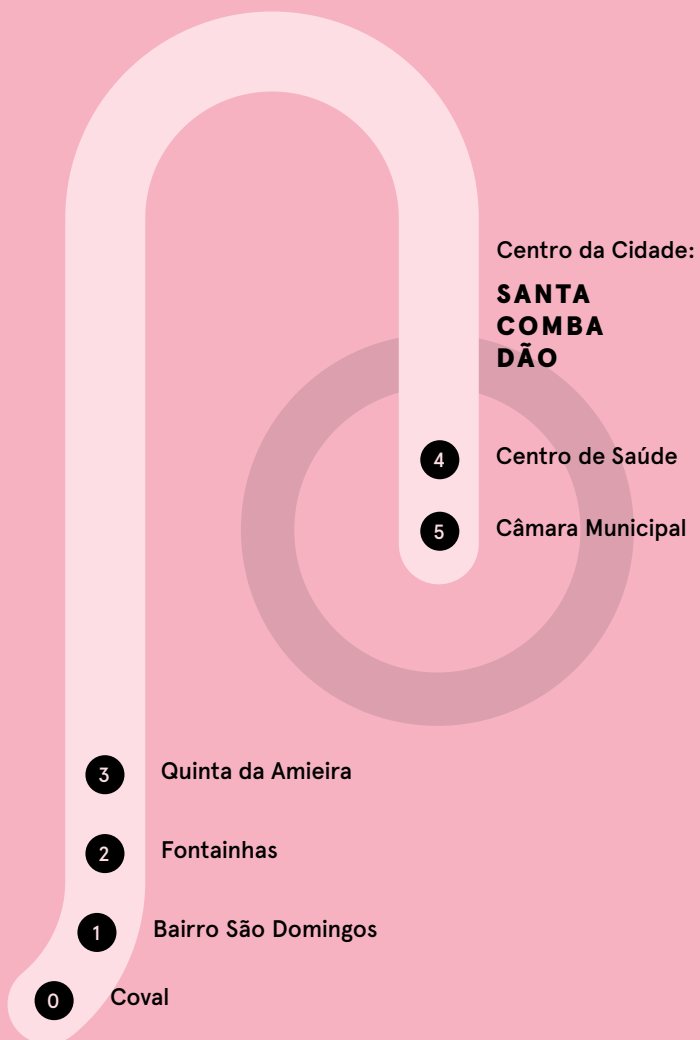 Centro da Cidade:
SANTA
COMBA
DÃO
4 Centro de Saúde
5 Câmara Municipal
3 Quinta da Amieira
2 Fontainhas
1 Bairro São Domingos
0 Coval